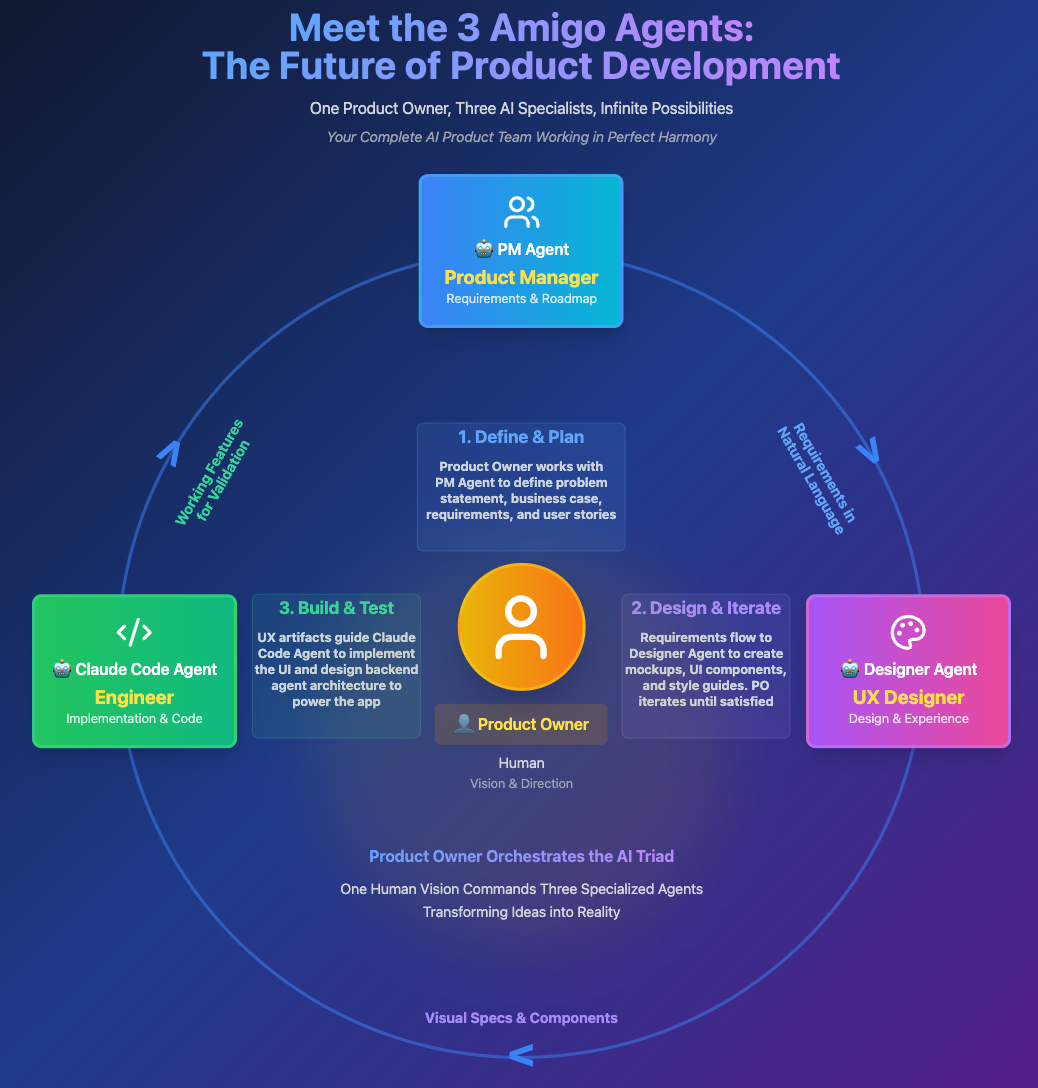 Meet the 3 Amigo Agents:
The Future of Product Development
One Product Owner, Three AI Specialists, Infinite Possibilities
Your Complete AI Product Team Working in Perfect Harmony
🤖 PM Agent
Product Manager
Requirements & Roadmap
Working Features
for Validation
Requirements in
Natural Language
1. Define & Plan
Product Owner works with
PM Agent to define problem
statement, business case,
requirements, and user stories
🤖 Claude Code Agent
Engineer
Implementation & Code
3. Build & Test
UX artifacts guide Claude
Code Agent to implement
the UI and design backend
agent architecture to
power the app
👤 Product Owner
Human
Vision & Direction
2. Design & Iterate
Requirements flow to
Designer Agent to create
mockups, UI components,
and style guides. PO
iterates until satisfied
🤖 Designer Agent
UX Designer
Design & Experience
Product Owner Orchestrates the AI Triad
One Human Vision Commands Three Specialized Agents
Transforming Ideas into Reality
Visual Specs & Components